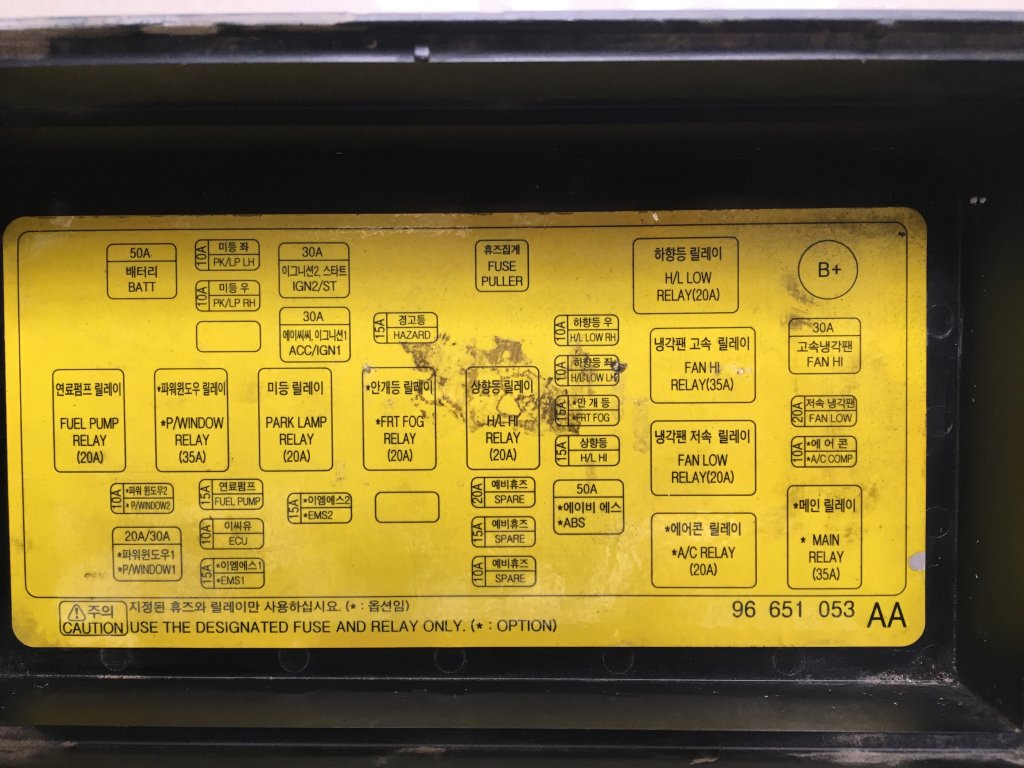 50A
배터리
BATT
10A
미등 좌
PK/LP LH
10A
미등 우
PK/LP RH
30A
이그니션2, 스타트
IGN2/ST
30A
에이씨씨, 이그니션1
ACC/IGN1
15A
경고등
HAZARD
휴즈집게
FUSE
PULLER
하향등 릴레이
H/L LOW
RELAY(20A)
B+
10A
하향등 우
H/L LOW RH
10A
하향등 좌
H/L LOW LH
15A
*안 개 등
*FRT FOG
15A
상향등
H/L HI
냉각팬 고속 릴레이
FAN HI
RELAY(35A)
30A
고속냉각팬
FAN HI
20A
저속 냉각팬
FAN LOW
10A
*에 어 콘
*A/C COMP
연료펌프 릴레이
FUEL PUMP
RELAY
(20A)
*파워윈도우 릴레이
*P/WINDOW
RELAY
(35A)
미등 릴레이
PARK LAMP
RELAY
(20A)
*안개등 릴레이
*FRT FOG
RELAY
(20A)
상향등 릴레이
H/L HI
RELAY
(20A)
냉각팬 저속 릴레이
FAN LOW
RELAY(20A)
10A
*파워 윈도우2
*P/WINDOW2
15A
연료펌프
FUEL PUMP
15A
*이엠에스2
*EMS2
20A
예비휴즈
SPARE
50A
*에이비 에스
*ABS
20A/30A
*파워윈도우1
*P/WINDOW1
10A
이씨유
ECU
15A
*이엠에스1
*EMS1
15A
예비휴즈
SPARE
10A
예비휴즈
SPARE
*에어콘 릴레이
*A/C RELAY
(20A)
*메인 릴레이
* MAIN
RELAY
(35A)
주의 지정된 휴즈와 릴레이만 사용하십시요. (* : 옵션임)
CAUTION USE THE DESIGNATED FUSE AND RELAY ONLY. (* : OPTION)
96 651 053 AA